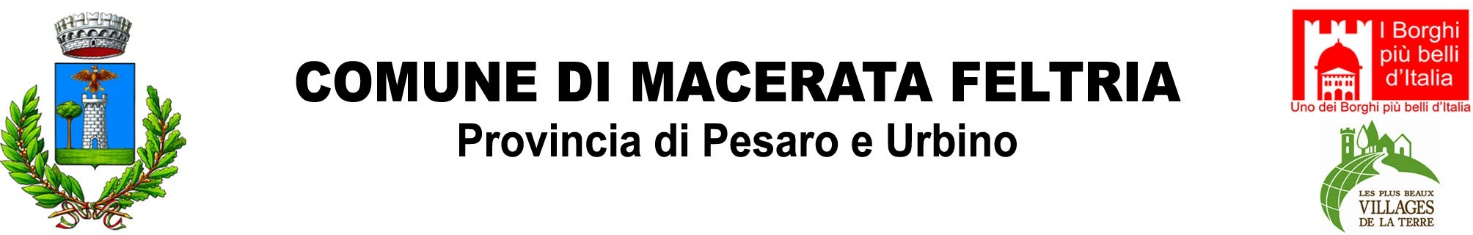 COMUNE DI MACERATA FELTRIA
Provincia di Pesaro e Urbino
I Borghi
più belli
d'Italia
Uno dei Borghi più belli d'Italia
LES PLUS BEAUX
VILLAGES
DE LA TERRE